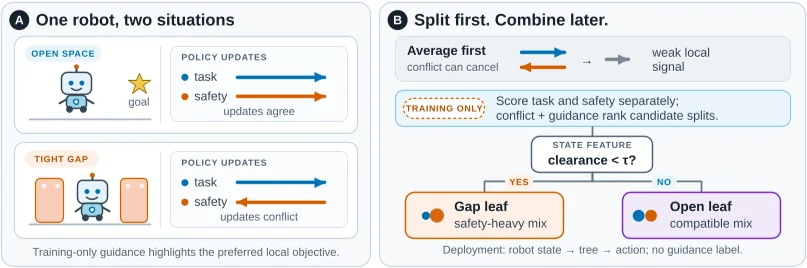 A One robot, two situations
OPEN SPACE
goal
POLICY UPDATES
task
safety
updates agree
TIGHT GAP
POLICY UPDATES
task
safety
updates conflict
Training-only guidance highlights the preferred local objective.
B Split first. Combine later.
Average first
conflict can cancel
→
weak local
signal
TRAINING ONLY
Score task and safety separately;
conflict + guidance rank candidate splits.
STATE FEATURE
clearance < τ?
YES
NO
Gap leaf
safety-heavy mix
Open leaf
compatible mix
Deployment: robot state → tree → action; no guidance label.